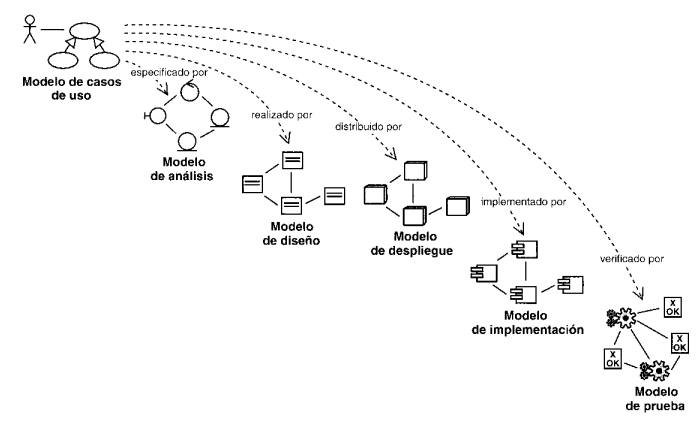 Modelo de casos
de uso
especificado por
Modelo
de análisis
realizado por
Modelo
de diseño
distribuido por
Modelo
de despliegue
implementado por
Modelo
de implementación
verificado por
X
OK
X
OK
X
OK
Modelo
de prueba